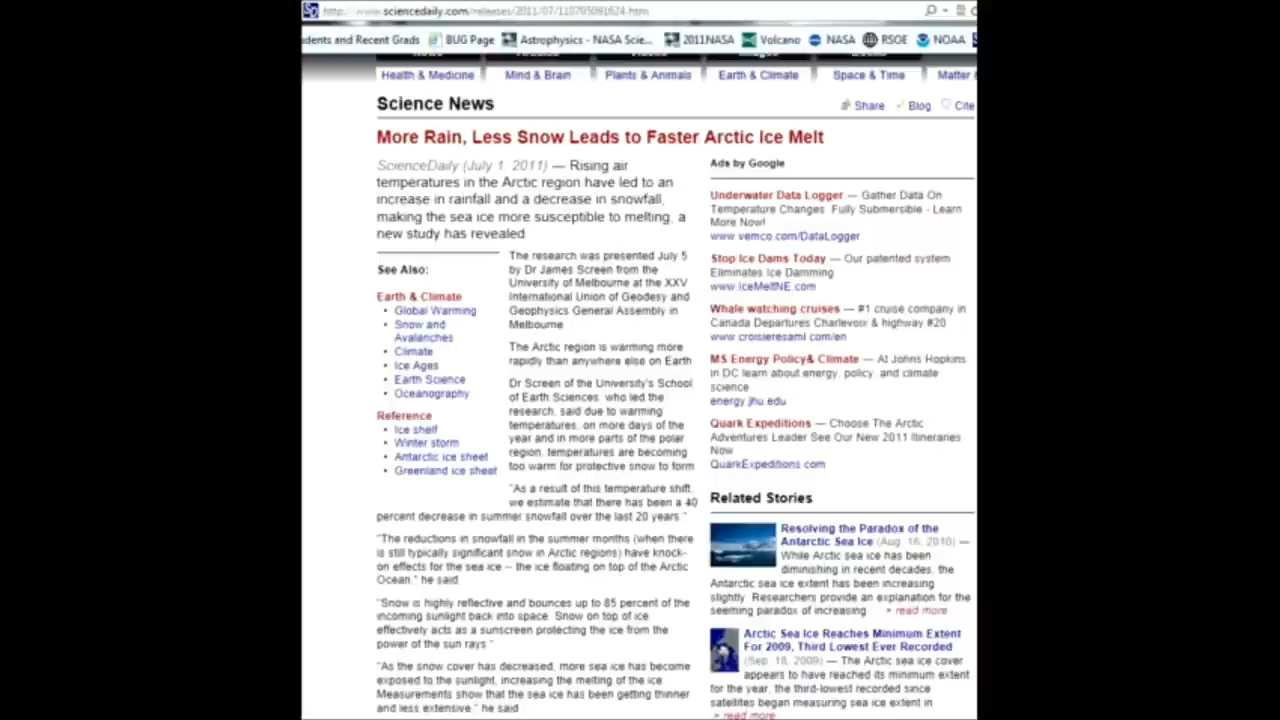 http://www.sciencedaily.com/releases/2011/07/110705091624.htm
dents and Recent Grads BUG Page Astrophysics - NASA Scie... 2011NASA Volcano NASA RSOE NOAA
Health & Medicine Mind & Brain Plants & Animals Earth & Climate Space & Time Matter
Science News
Share Blog Cite
More Rain, Less Snow Leads to Faster Arctic Ice Melt
ScienceDaily (July 1, 2011) — Rising air
temperatures in the Arctic region have led to an
increase in rainfall and a decrease in snowfall,
making the sea ice more susceptible to melting, a
new study has revealed.
See Also:
Earth & Climate
• Global Warming
• Snow and
Avalanches
• Climate
• Ice Ages
• Earth Science
• Oceanography
Reference
• Ice shelf
• Winter storm
• Antarctic ice sheet
• Greenland ice sheet
The research was presented July 5
by Dr James Screen from the
University of Melbourne at the XXV
International Union of Geodesy and
Geophysics General Assembly in
Melbourne
The Arctic region is warming more
rapidly than anywhere else on Earth
Dr Screen of the University's School
of Earth Sciences, who led the
research, said due to warming
temperatures, on more days of the
year and in more parts of the polar
region, temperatures are becoming
too warm for protective snow to form
"As a result of this temperature shift,
we estimate that there has been a 40
percent decrease in summer snowfall over the last 20 years."
"The reductions in snowfall in the summer months (when there
is still typically significant snow in Arctic regions) have knock-
on effects for the sea ice -- the ice floating on top of the Arctic
Ocean," he said
"Snow is highly reflective and bounces up to 85 percent of the
incoming sunlight back into space. Snow on top of ice
effectively acts as a sunscreen protecting the ice from the
power of the sun rays."
"As the snow cover has decreased, more sea ice has become
exposed to the sunlight, increasing the melting of the ice
Measurements show that the sea ice has been getting thinner
and less extensive," he said
Ads by Google
Underwater Data Logger — Gather Data On
Temperature Changes. Fully Submersible - Learn
More Now!
www.vemco.com/DataLogger
Stop Ice Dams Today — Our patented system
Eliminates Ice Damming
www.IceMeltNE.com
Whale watching cruises — #1 cruise company in
Canada Departures Charlevoix & highway #20
www.croisieresaml.com/en
MS Energy Policy& Climate — At Johns Hopkins
in DC learn about energy, policy, and climate
science
energy.jhu.edu
Quark Expeditions — Choose The Arctic
Adventures Leader See Our New 2011 Itineraries
Now
QuarkExpeditions.com
Related Stories
Resolving the Paradox of the
Antarctic Sea Ice (Aug. 16, 2010) —
While Arctic sea ice has been
diminishing in recent decades, the
Antarctic sea ice extent has been increasing
slightly. Researchers provide an explanation for the
seeming paradox of increasing > read more
Arctic Sea Ice Reaches Minimum Extent
For 2009, Third Lowest Ever Recorded
(Sep. 18, 2009) — The Arctic sea ice cover
appears to have reached its minimum extent
for the year, the third-lowest recorded since
satellites began measuring sea ice extent in
> read more